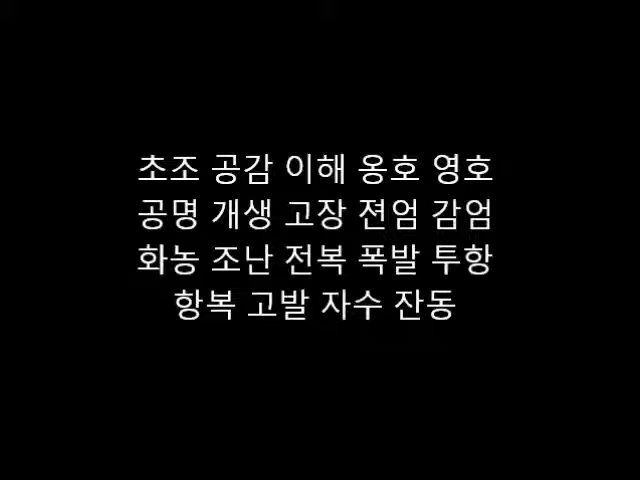 초조 공감 이해 옹호 영호
공명 개생 고장 젼엄 감엄
화농 조난 전복 폭발 투항
항복 고발 자수 잔동